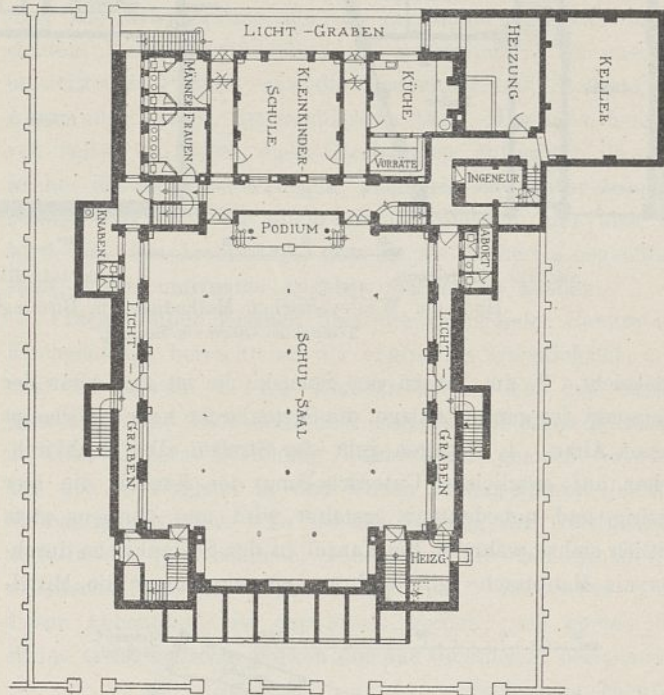 LICHT-GRABEN
HEIZUNG
KELLER
MÄNNER
FRAUEN
KLEINKINDER-
SCHULE
KÜCHE
VORRÄTE
INGENEUR
KNABEN
PODIUM
ABORT
LICHT-
GRABEN
SCHUL-SAAL
LICHT-
GRABEN
HEIZG